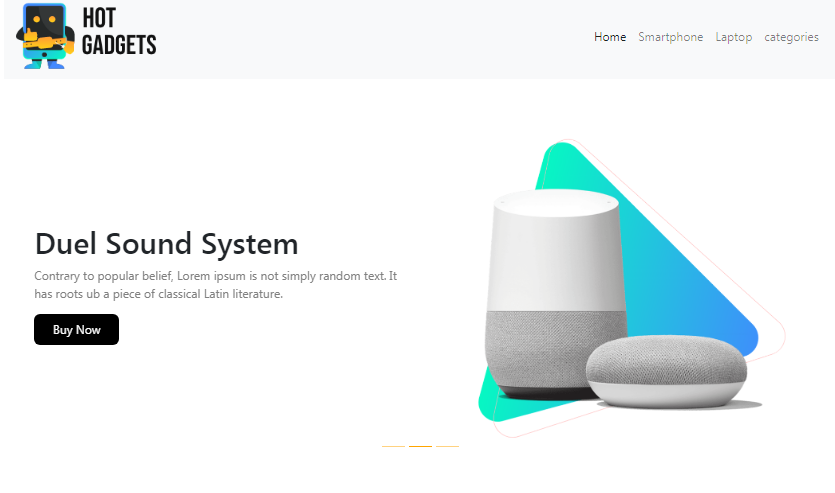 HOT
GADGETS
Home Smartphone Laptop categories
Duel Sound System
Contrary to popular belief, Lorem ipsum is not simply random text. It
has roots ub a piece of classical Latin literature.
Buy Now